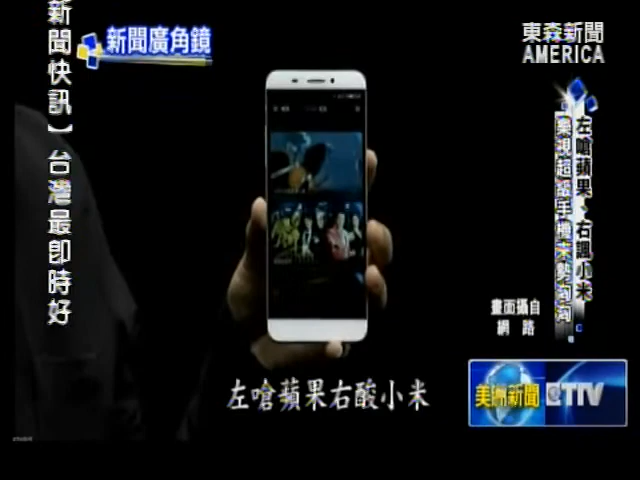 新聞快訊】台灣最即時好
新聞廣角鏡
東森新聞
AMERICA
左嗆蘋果、右諷小米
樂視超級手機來勢洶洶
畫面攝自
網路
左嗆蘋果右酸小米
美洲新聞 ETTV